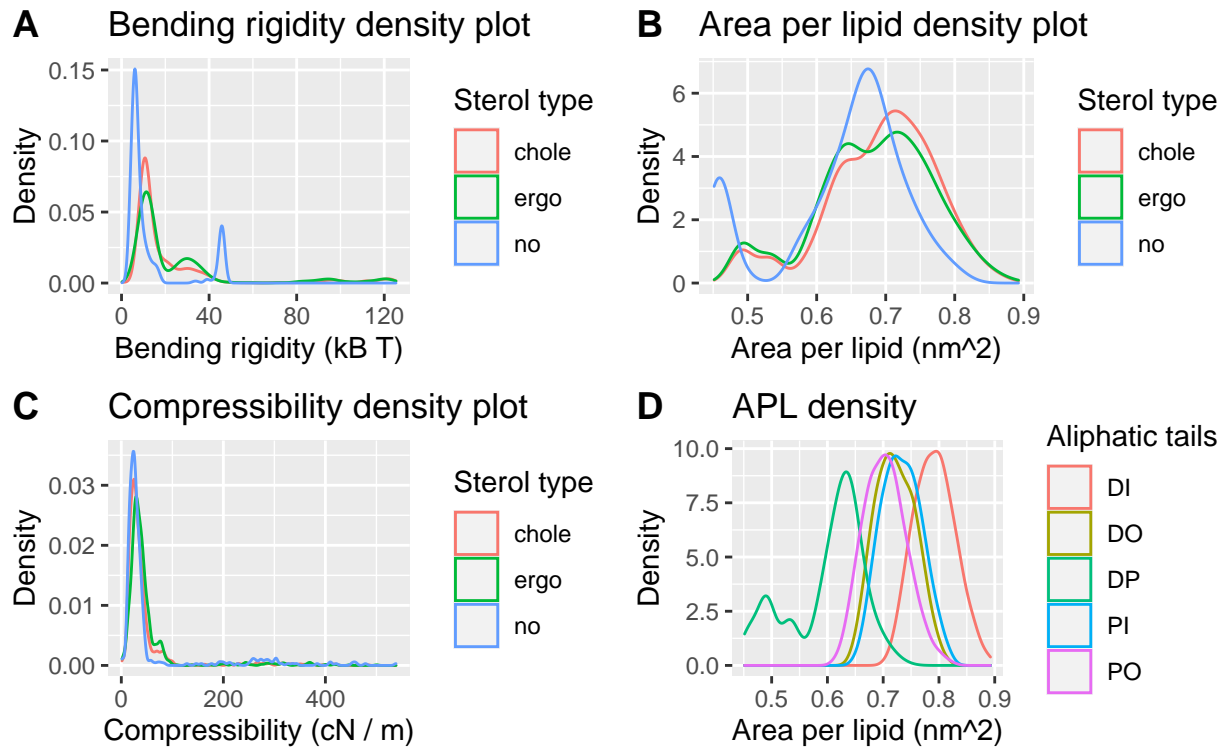 A Bending rigidity density plot
Density
0.15
0.10
0.05
0.00
0 40 80 120
Bending rigidity (kB T)
Sterol type
chole
ergo
no
B Area per lipid density plot
Density
6
4
2
0
0.5 0.6 0.7 0.8 0.9
Area per lipid (nm^2)
Sterol type
chole
ergo
no
C Compressibility density plot
Density
0.03
0.02
0.01
0.00
0 200 400
Compressibility (cN / m)
Sterol type
chole
ergo
no
D APL density
Density
10.0
7.5
5.0
2.5
0.0
0.5 0.6 0.7 0.8 0.9
Area per lipid (nm^2)
Aliphatic tails
DI
DO
DP
PI
PO